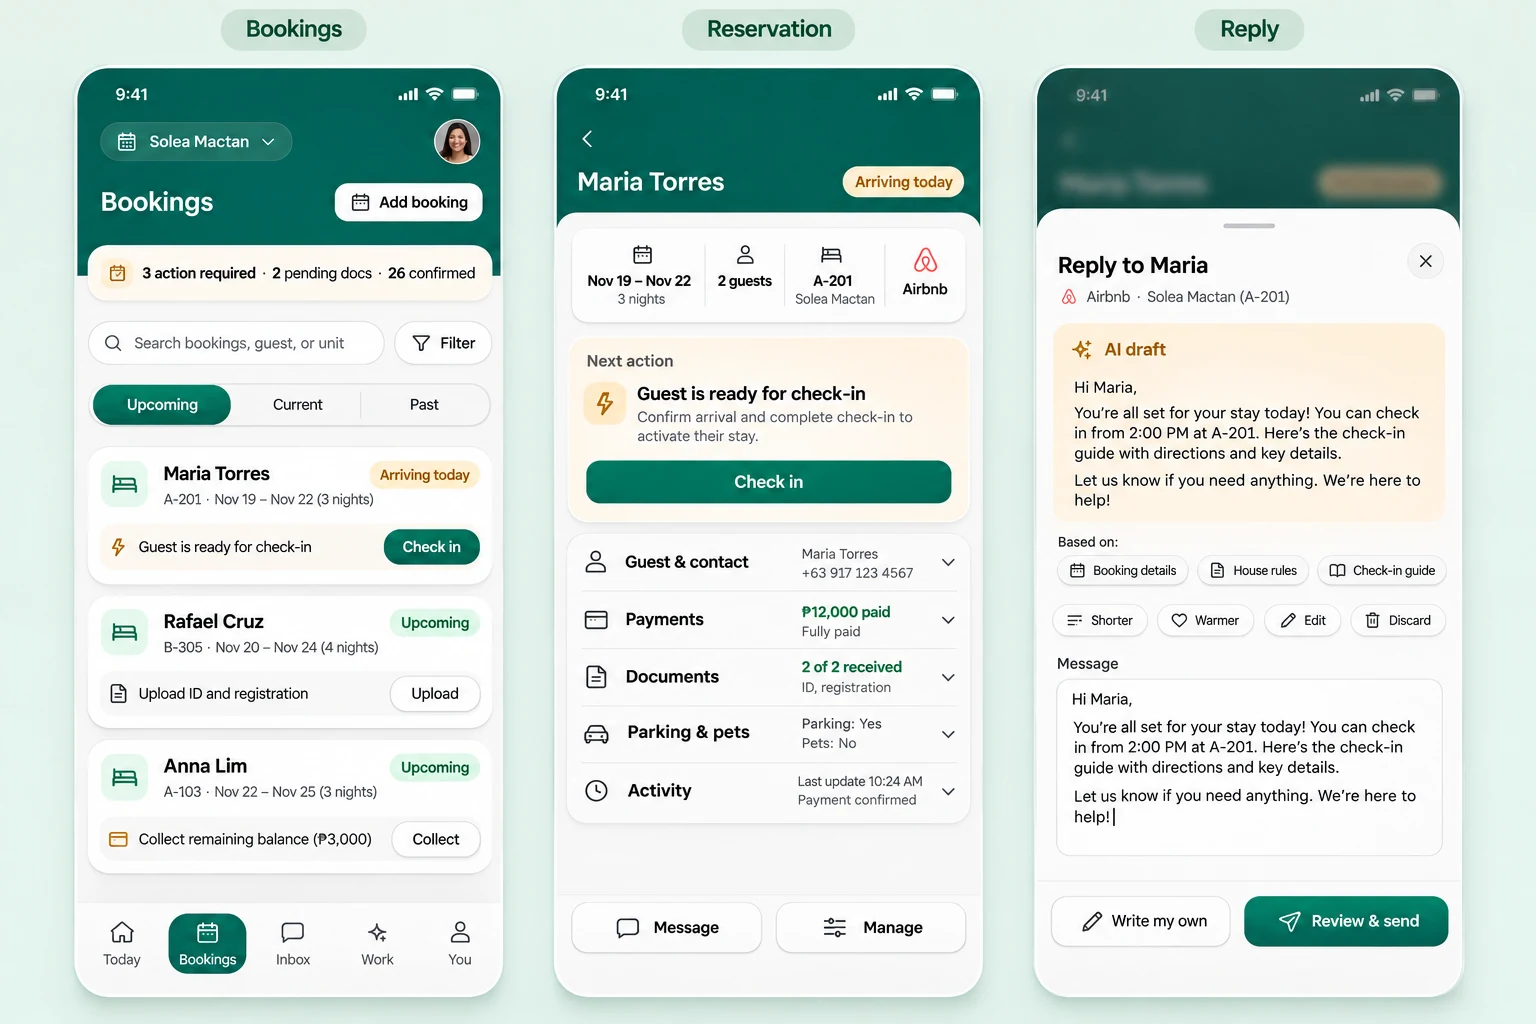 Bookings
9:41
Solea Mactan
Bookings
Add booking
3 action required · 2 pending docs · 26 confirmed
Search bookings, guest, or unit
Filter
Upcoming
Current
Past
Maria Torres
Arriving today
A-201 · Nov 19 – Nov 22 (3 nights)
Guest is ready for check-in
Check in
Rafael Cruz
Upcoming
B-305 · Nov 20 – Nov 24 (4 nights)
Upload ID and registration
Upload
Anna Lim
Upcoming
A-103 · Nov 22 – Nov 25 (3 nights)
Collect remaining balance (₱3,000)
Collect
Today
Bookings
Inbox
Work
You
Reservation
9:41
Maria Torres
Arriving today
Nov 19 – Nov 22
3 nights
2 guests
A-201
Solea Mactan
Airbnb
Next action
Guest is ready for check-in
Confirm arrival and complete check-in to
activate their stay.
Check in
Guest & contact
Maria Torres
+63 917 123 4567
Payments
₱12,000 paid
Fully paid
Documents
2 of 2 received
ID, registration
Parking & pets
Parking: Yes
Pets: No
Activity
Last update 10:24 AM
Payment confirmed
Message
Manage
Reply
9:41
Maria Torres
Reply to Maria
Airbnb · Solea Mactan (A-201)
AI draft
Hi Maria,
You're all set for your stay today! You can check
in from 2:00 PM at A-201. Here's the check-in
guide with directions and key details.
Let us know if you need anything. We're here to
help!
Based on:
Booking details
House rules
Check-in guide
Shorter
Warmer
Edit
Discard
Message
Hi Maria,
You're all set for your stay today! You can check
in from 2:00 PM at A-201. Here's the check-in
guide with directions and key details.
Let us know if you need anything. We're here to
help!
Write my own
Review & send